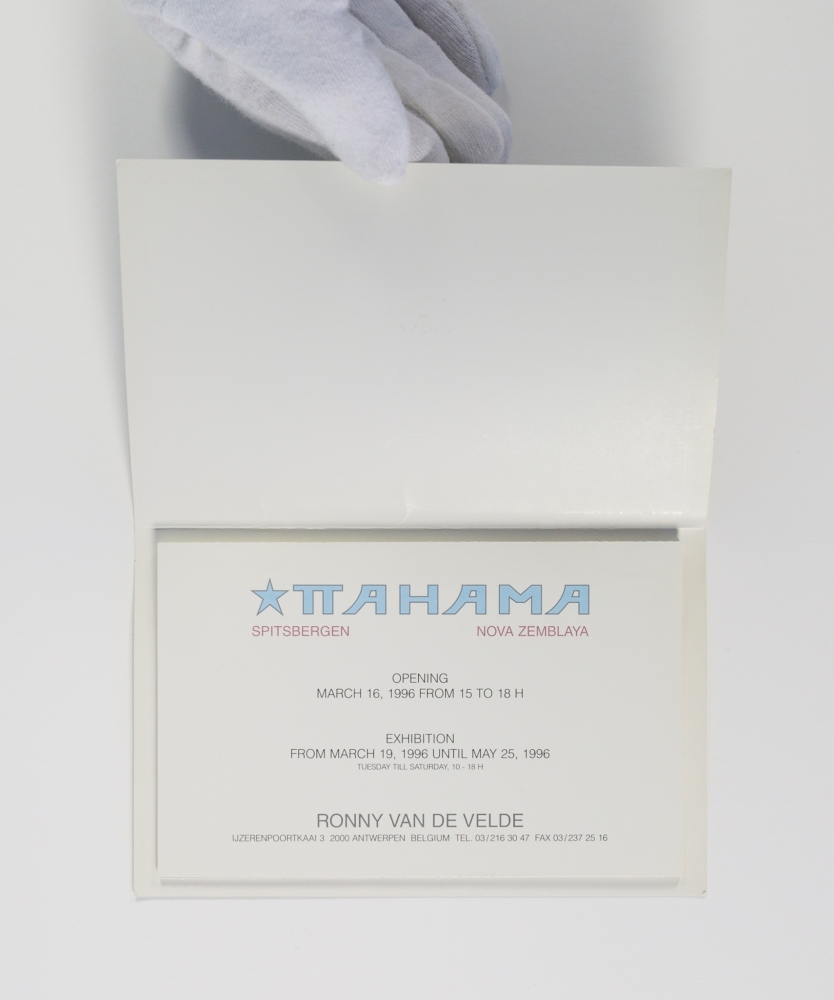 ★ПАНАМА
SPITSBERGEN NOVA ZEMBLAYA
OPENING
MARCH 16, 1996 FROM 15 TO 18 H
EXHIBITION
FROM MARCH 19, 1996 UNTIL MAY 25, 1996
TUESDAY TILL SATURDAY, 10 - 18 H
RONNY VAN DE VELDE
IJZERENPOORTKAAI 3 2000 ANTWERPEN BELGIUM TEL. 03/216 30 47 FAX 03/237 25 16